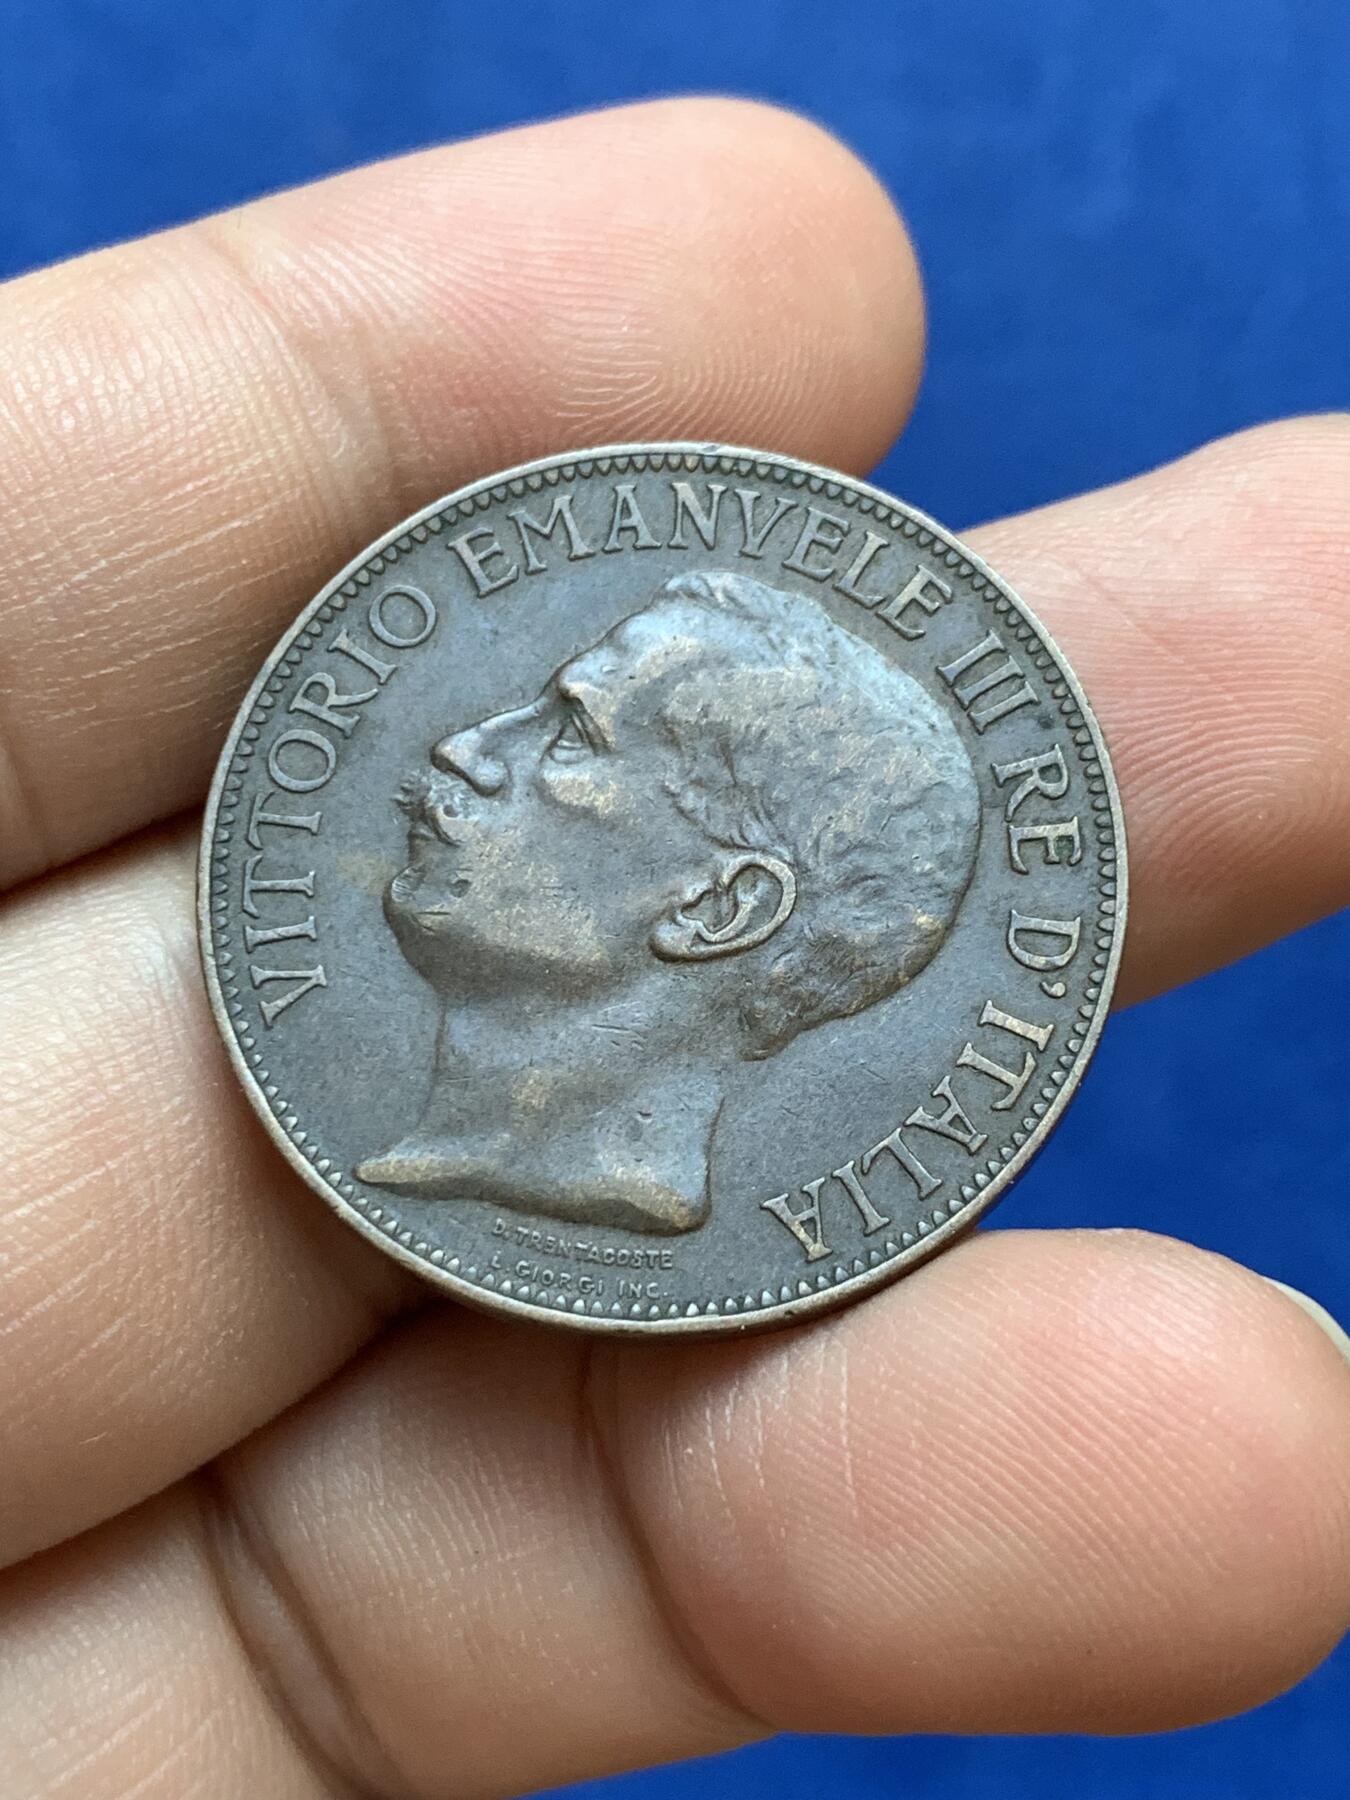 VITTORIO EMANVELE III RE D'ITALIA
D. TRENTACOSTE
L. GIORGI INC.